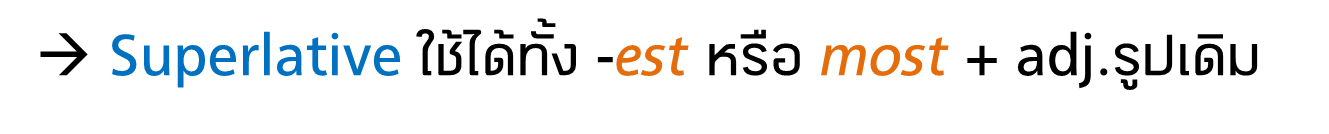 → Superlative ใช้ได้ทั้ง -est หรือ most + adj.รูปเดิม